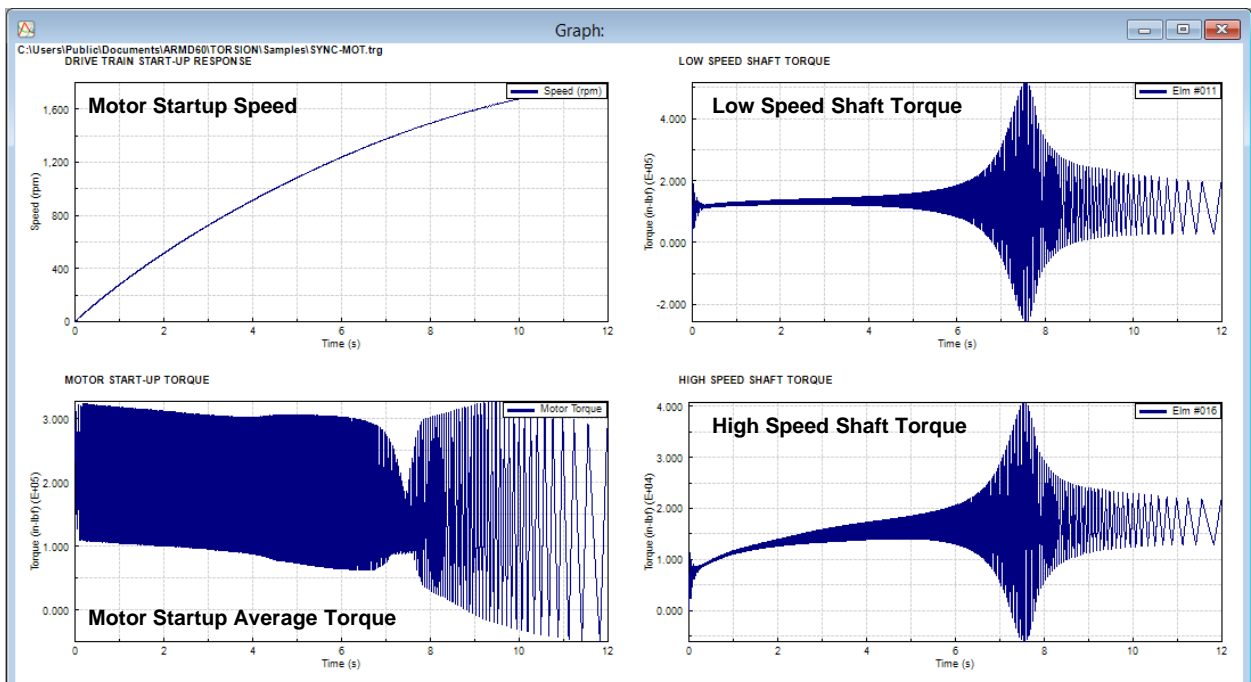 Graph:
C:\Users\Public\Documents\ARMD60\TORSION\Samples\SYNC-MOT.trg
DRIVE TRAIN START-UP RESPONSE
Motor Startup Speed
Speed (rpm)
1,600
1,200
800
400
0
Speed (rpm)
0 2 4 6 8 10 12
Time (s)
LOW SPEED SHAFT TORQUE
Low Speed Shaft Torque
Elm #011
4.000
2.000
0.000
-2.000
Torque (in-lbf) (E+05)
0 2 4 6 8 10 12
Time (s)
MOTOR START-UP TORQUE
Motor Torque
3.000
2.000
1.000
0.000
Torque (in-lbf) (E+05)
Motor Startup Average Torque
0 2 4 6 8 10 12
Time (s)
HIGH SPEED SHAFT TORQUE
High Speed Shaft Torque
Elm #016
4.000
3.000
2.000
1.000
0.000
Torque (in-lbf) (E+04)
0 2 4 6 8 10 12
Time (s)